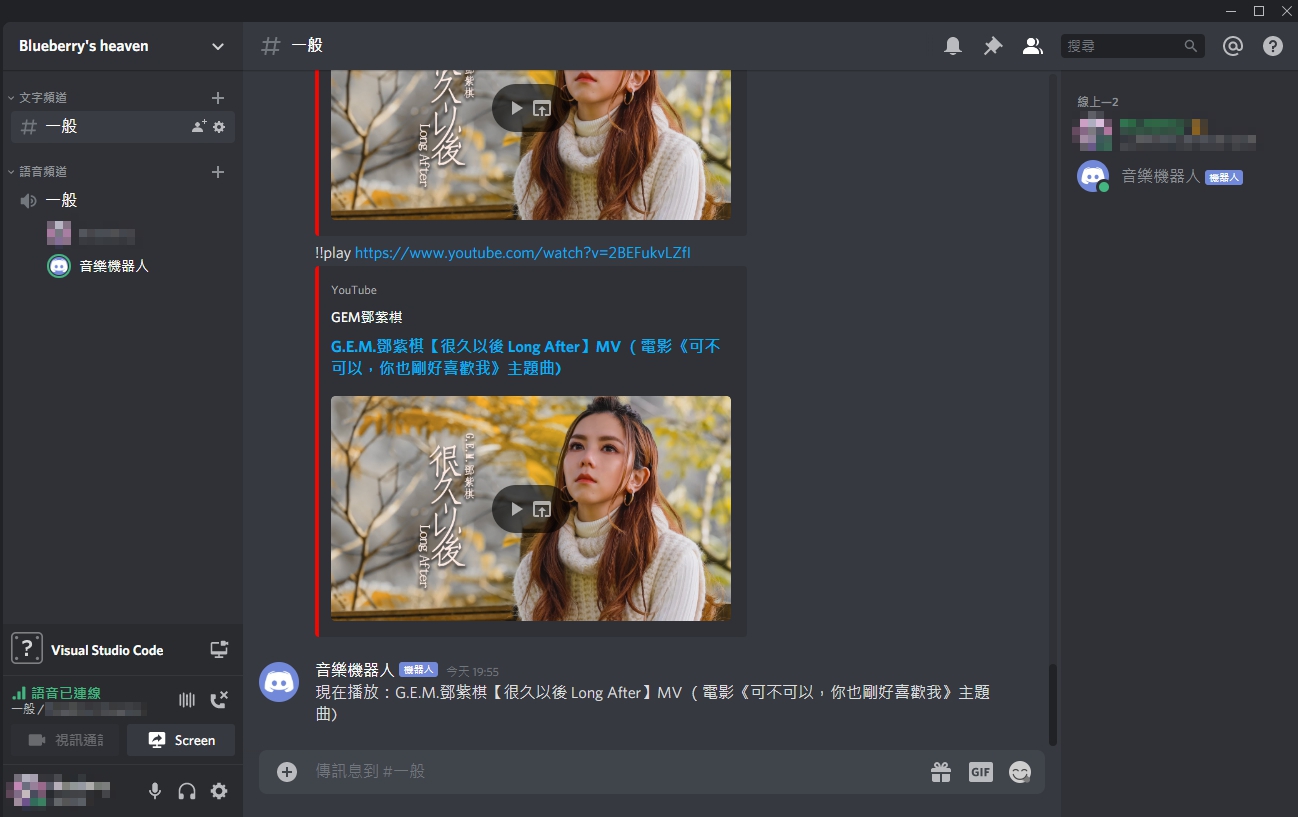 Blueberry's heaven
一般
搜尋
文字頻道
一般
語音頻道
一般
音樂機器人
G.E.M.鄧紫棋
很久以後
Long After
!!play https://www.youtube.com/watch?v=2BEFukvLZfI
YouTube
GEM鄧紫棋
G.E.M.鄧紫棋【很久以後 Long After】MV（電影《可不
可以，你也剛好喜歡我》主題曲)
G.E.M.鄧紫棋
很久以後
Long After
音樂機器人 機器人 今天 19:55
現在播放：G.E.M.鄧紫棋【很久以後 Long After】MV（電影《可不可以，你也剛好喜歡我》主題
曲)
傳訊息到 #一般
GIF
Visual Studio Code
語音已連線
一般 /
視訊通話
Screen
線上—2
音樂機器人 機器人